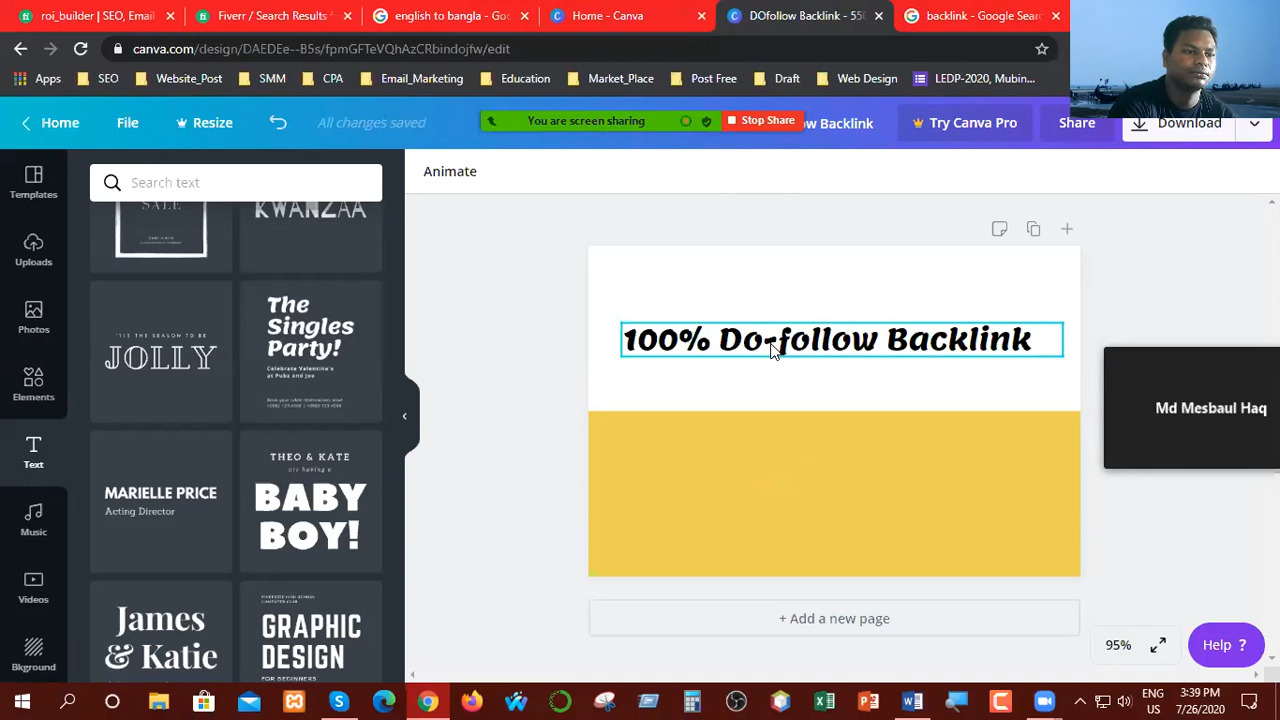 roi_builder | SEO, Email
Fiverr / Search Results
english to bangla - Go
Home - Canva
DOfollow Backlink - 55
backlink - Google Sear
canva.com/design/DAEDEe--B5s/fpmGFTeVQhAzCRbindojfw/edit
Apps
SEO
Website_Post
SMM
CPA
Email_Marketing
Education
Market_Place
Post Free
Draft
Web Design
LEDP-2020, Mubin...
Home
File
Resize
All changes saved
You are screen sharing
Stop Share
ow Backlink
Try Canva Pro
Share
Download
Templates
Uploads
Photos
Elements
Text
Music
Videos
Bkground
Search text
SALE
KWANZAA
'TIS THE SEASON TO BE
JOLLY
The
Singles
Party!
Celebrate Valentine's
at Puka and Joe
MARIELLE PRICE
Acting Director
THEO & KATE
are having a
BABY
BOY!
James
& Katie
GRAPHIC
DESIGN
FOR BEGINNERS
Animate
100% Do-follow Backlink
+ Add a new page
Md Mesbaul Haq
95%
Help ?
ENG
US
3:39 PM
7/26/2020